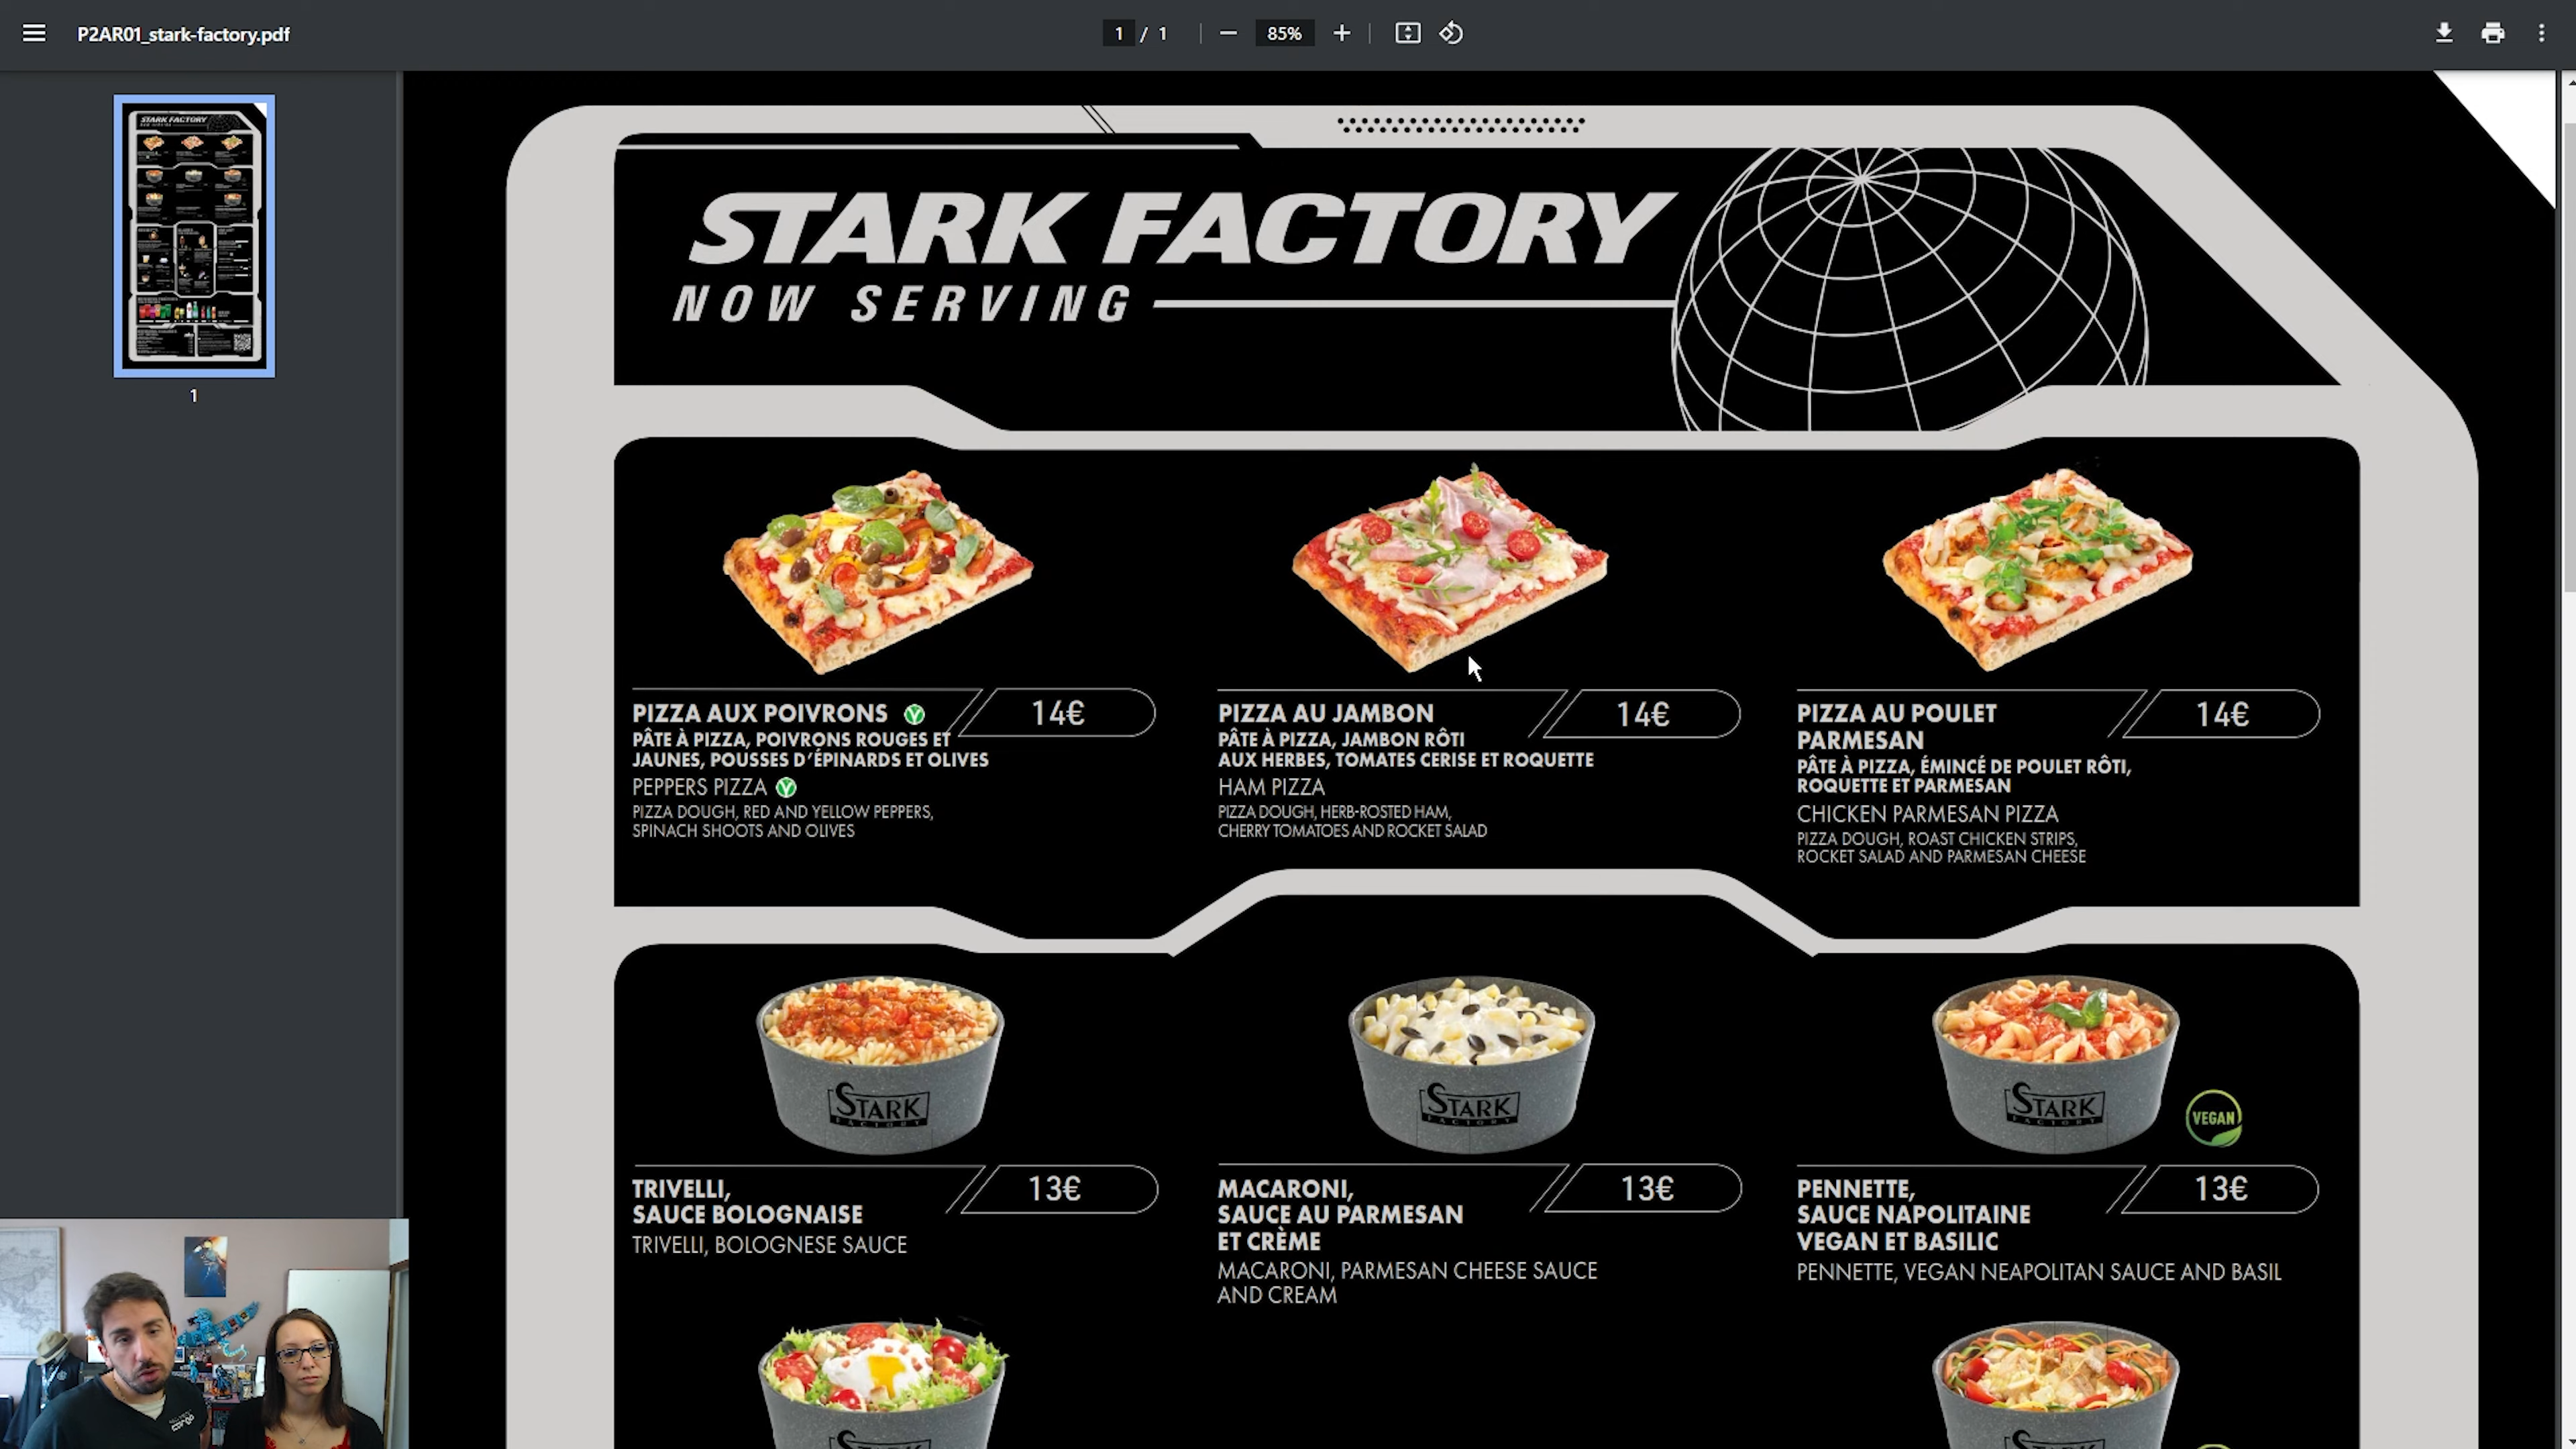 P2AR01_stark-factory.pdf
1 / 1
85%
1
STARK FACTORY
NOW SERVING
PIZZA AUX POIVRONS
14€
PÂTE À PIZZA, POIVRONS ROUGES ET
JAUNES, POUSSES D'ÉPINARDS ET OLIVES
PEPPERS PIZZA
PIZZA DOUGH, RED AND YELLOW PEPPERS,
SPINACH SHOOTS AND OLIVES
PIZZA AU JAMBON
14€
PÂTE À PIZZA, JAMBON RÔTI
AUX HERBES, TOMATES CERISE ET ROQUETTE
HAM PIZZA
PIZZA DOUGH, HERB-ROSTED HAM,
CHERRY TOMATOES AND ROCKET SALAD
PIZZA AU POULET
PARMESAN
14€
PÂTE À PIZZA, ÉMINCÉ DE POULET RÔTI,
ROQUETTE ET PARMESAN
CHICKEN PARMESAN PIZZA
PIZZA DOUGH, ROAST CHICKEN STRIPS,
ROCKET SALAD AND PARMESAN CHEESE
STARK
FACTORY
STARK
FACTORY
STARK
FACTORY
VEGAN
TRIVELLI,
SAUCE BOLOGNAISE
13€
TRIVELLI, BOLOGNESE SAUCE
MACARONI,
SAUCE AU PARMESAN
ET CRÈME
13€
MACARONI, PARMESAN CHEESE SAUCE
AND CREAM
PENNETTE,
SAUCE NAPOLITAINE
VEGAN ET BASILIC
13€
PENNETTE, VEGAN NEAPOLITAN SAUCE AND BASIL
STARK
STARK